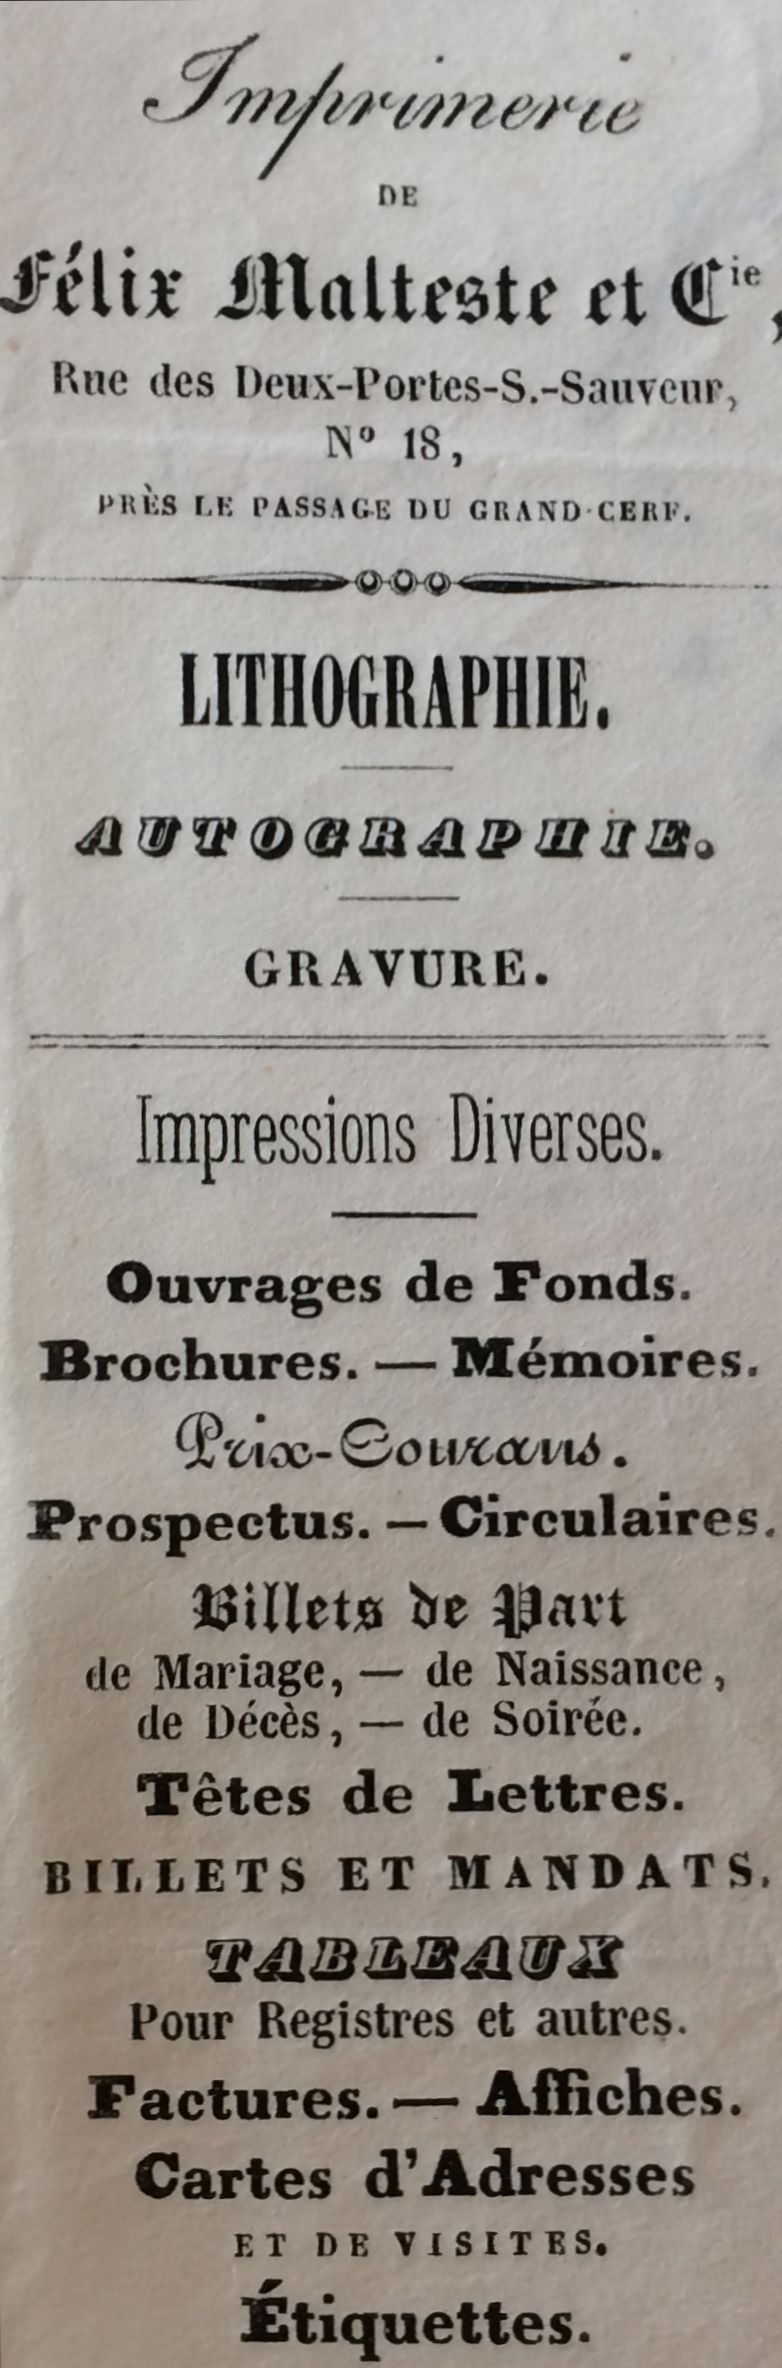 Imprimerie
DE
Félix Malteste et Cie,
Rue des Deux-Portes-S.-Sauveur,
Nº 18,
PRÈS LE PASSAGE DU GRAND-CERF.
LITHOGRAPHIE.
AUTOGRAPHIE.
GRAVURE.
Impressions Diverses.
Ouvrages de Fonds.
Brochures. — Mémoires.
Prix-Courans.
Prospectus. — Circulaires.
Billets de Part
de Mariage, — de Naissance,
de Décès, — de Soirée.
Têtes de Lettres.
BILLETS ET MANDATS.
TABLEAUX
Pour Registres et autres.
Factures. — Affiches.
Cartes d'Adresses
ET DE VISITES.
Étiquettes.